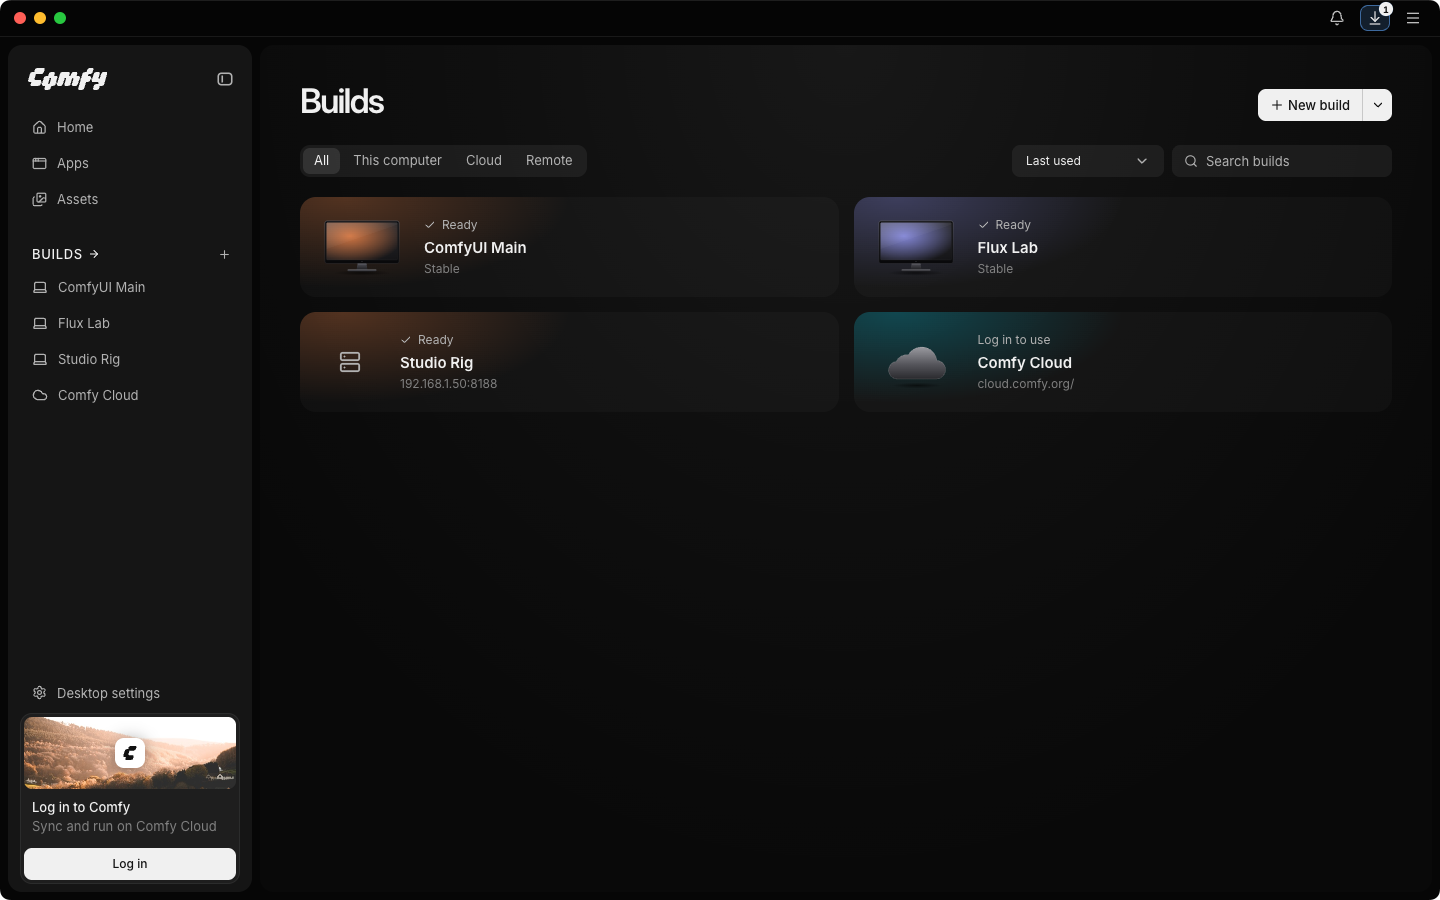 1
Comfy
Home
Apps
Assets
BUILDS
ComfyUI Main
Flux Lab
Studio Rig
Comfy Cloud
Desktop settings
Log in to Comfy
Sync and run on Comfy Cloud
Log in
Builds
New build
All
This computer
Cloud
Remote
Last used
Search builds
Ready
ComfyUI Main
Stable
Ready
Flux Lab
Stable
Ready
Studio Rig
192.168.1.50:8188
Log in to use
Comfy Cloud
cloud.comfy.org/